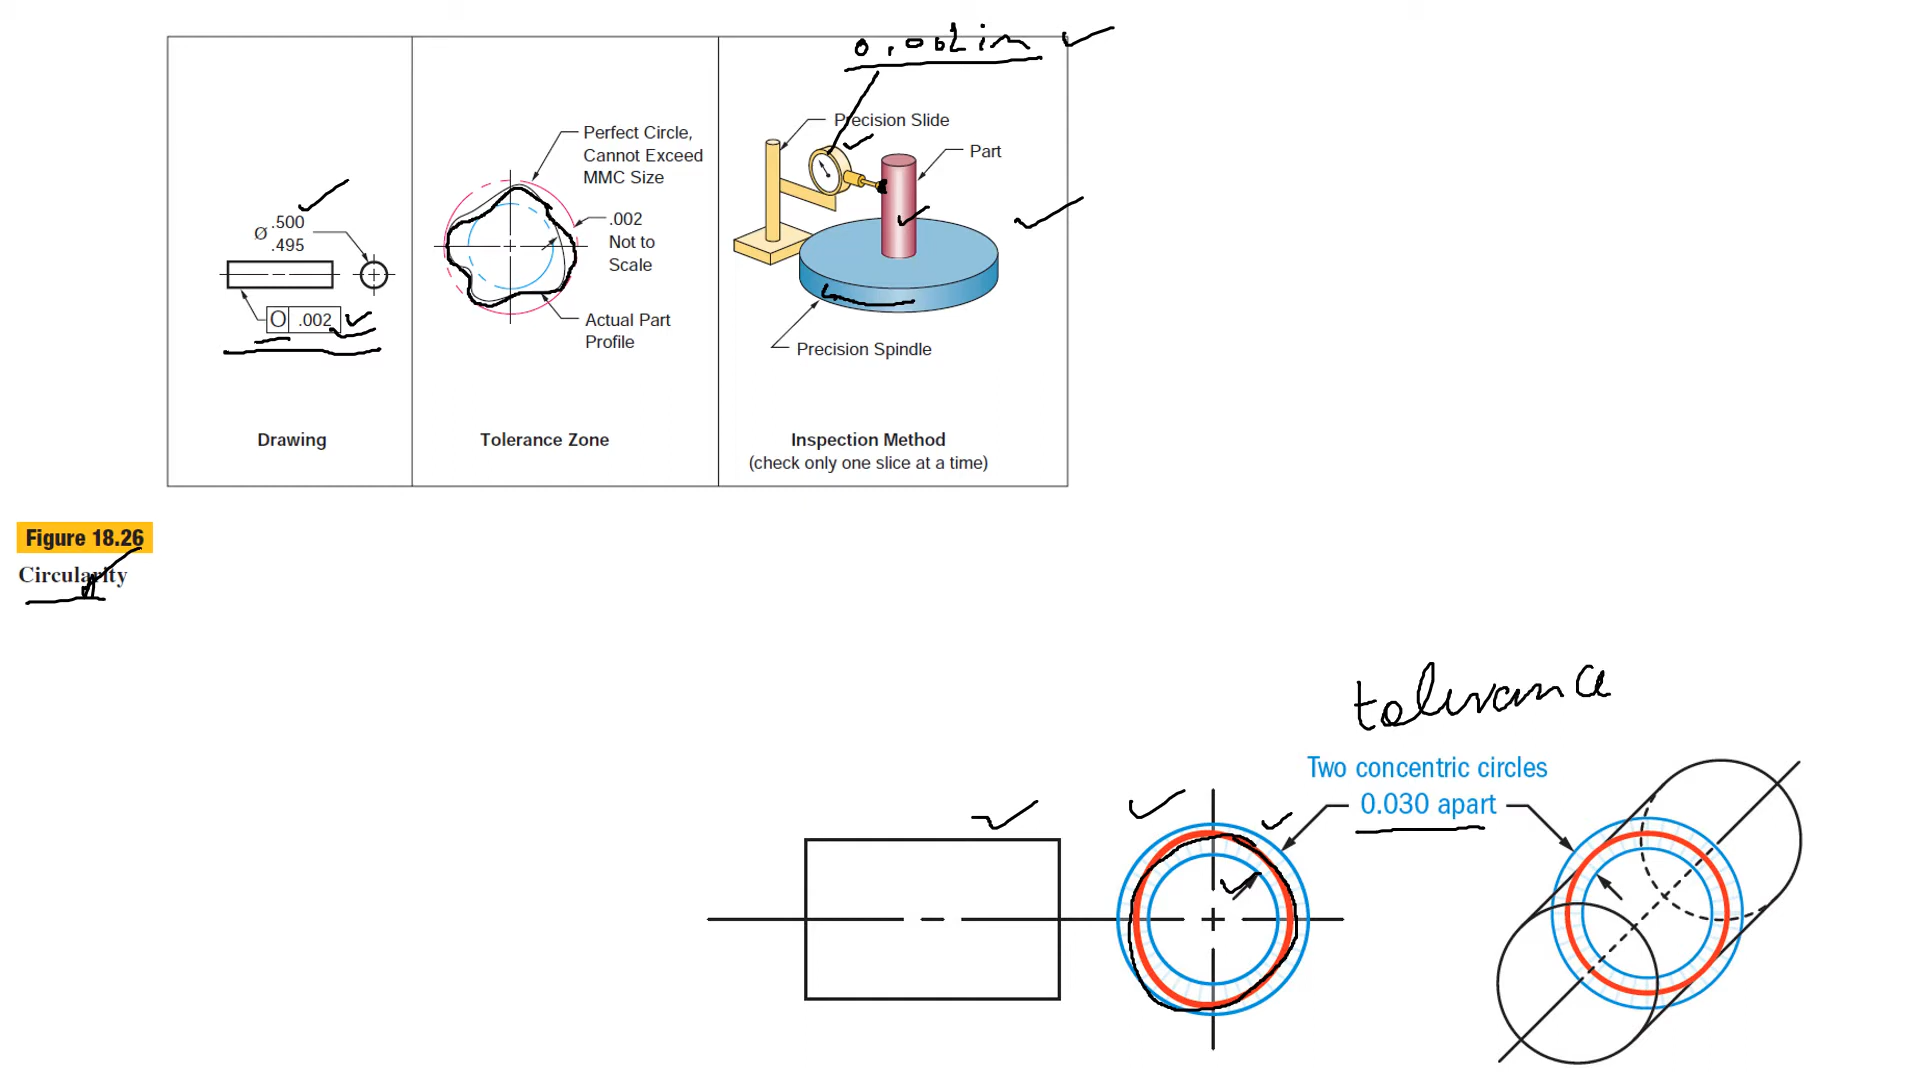 0.002in
Precision Slide
Perfect Circle,
Cannot Exceed
MMC Size
Part
Ø .500
.495
.002
Not to
Scale
.002
Actual Part
Profile
Precision Spindle
Drawing
Tolerance Zone
Inspection Method
(check only one slice at a time)
Figure 18.26
Circularity
tolerance
Two concentric circles
0.030 apart